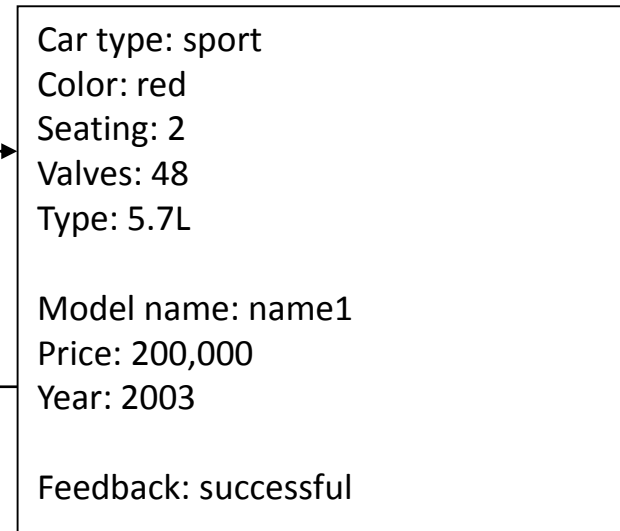 Car type: sport
Color: red
Seating: 2
Valves: 48
Type: 5.7L
Model name: name1
Price: 200,000
Year: 2003
Feedback: successful